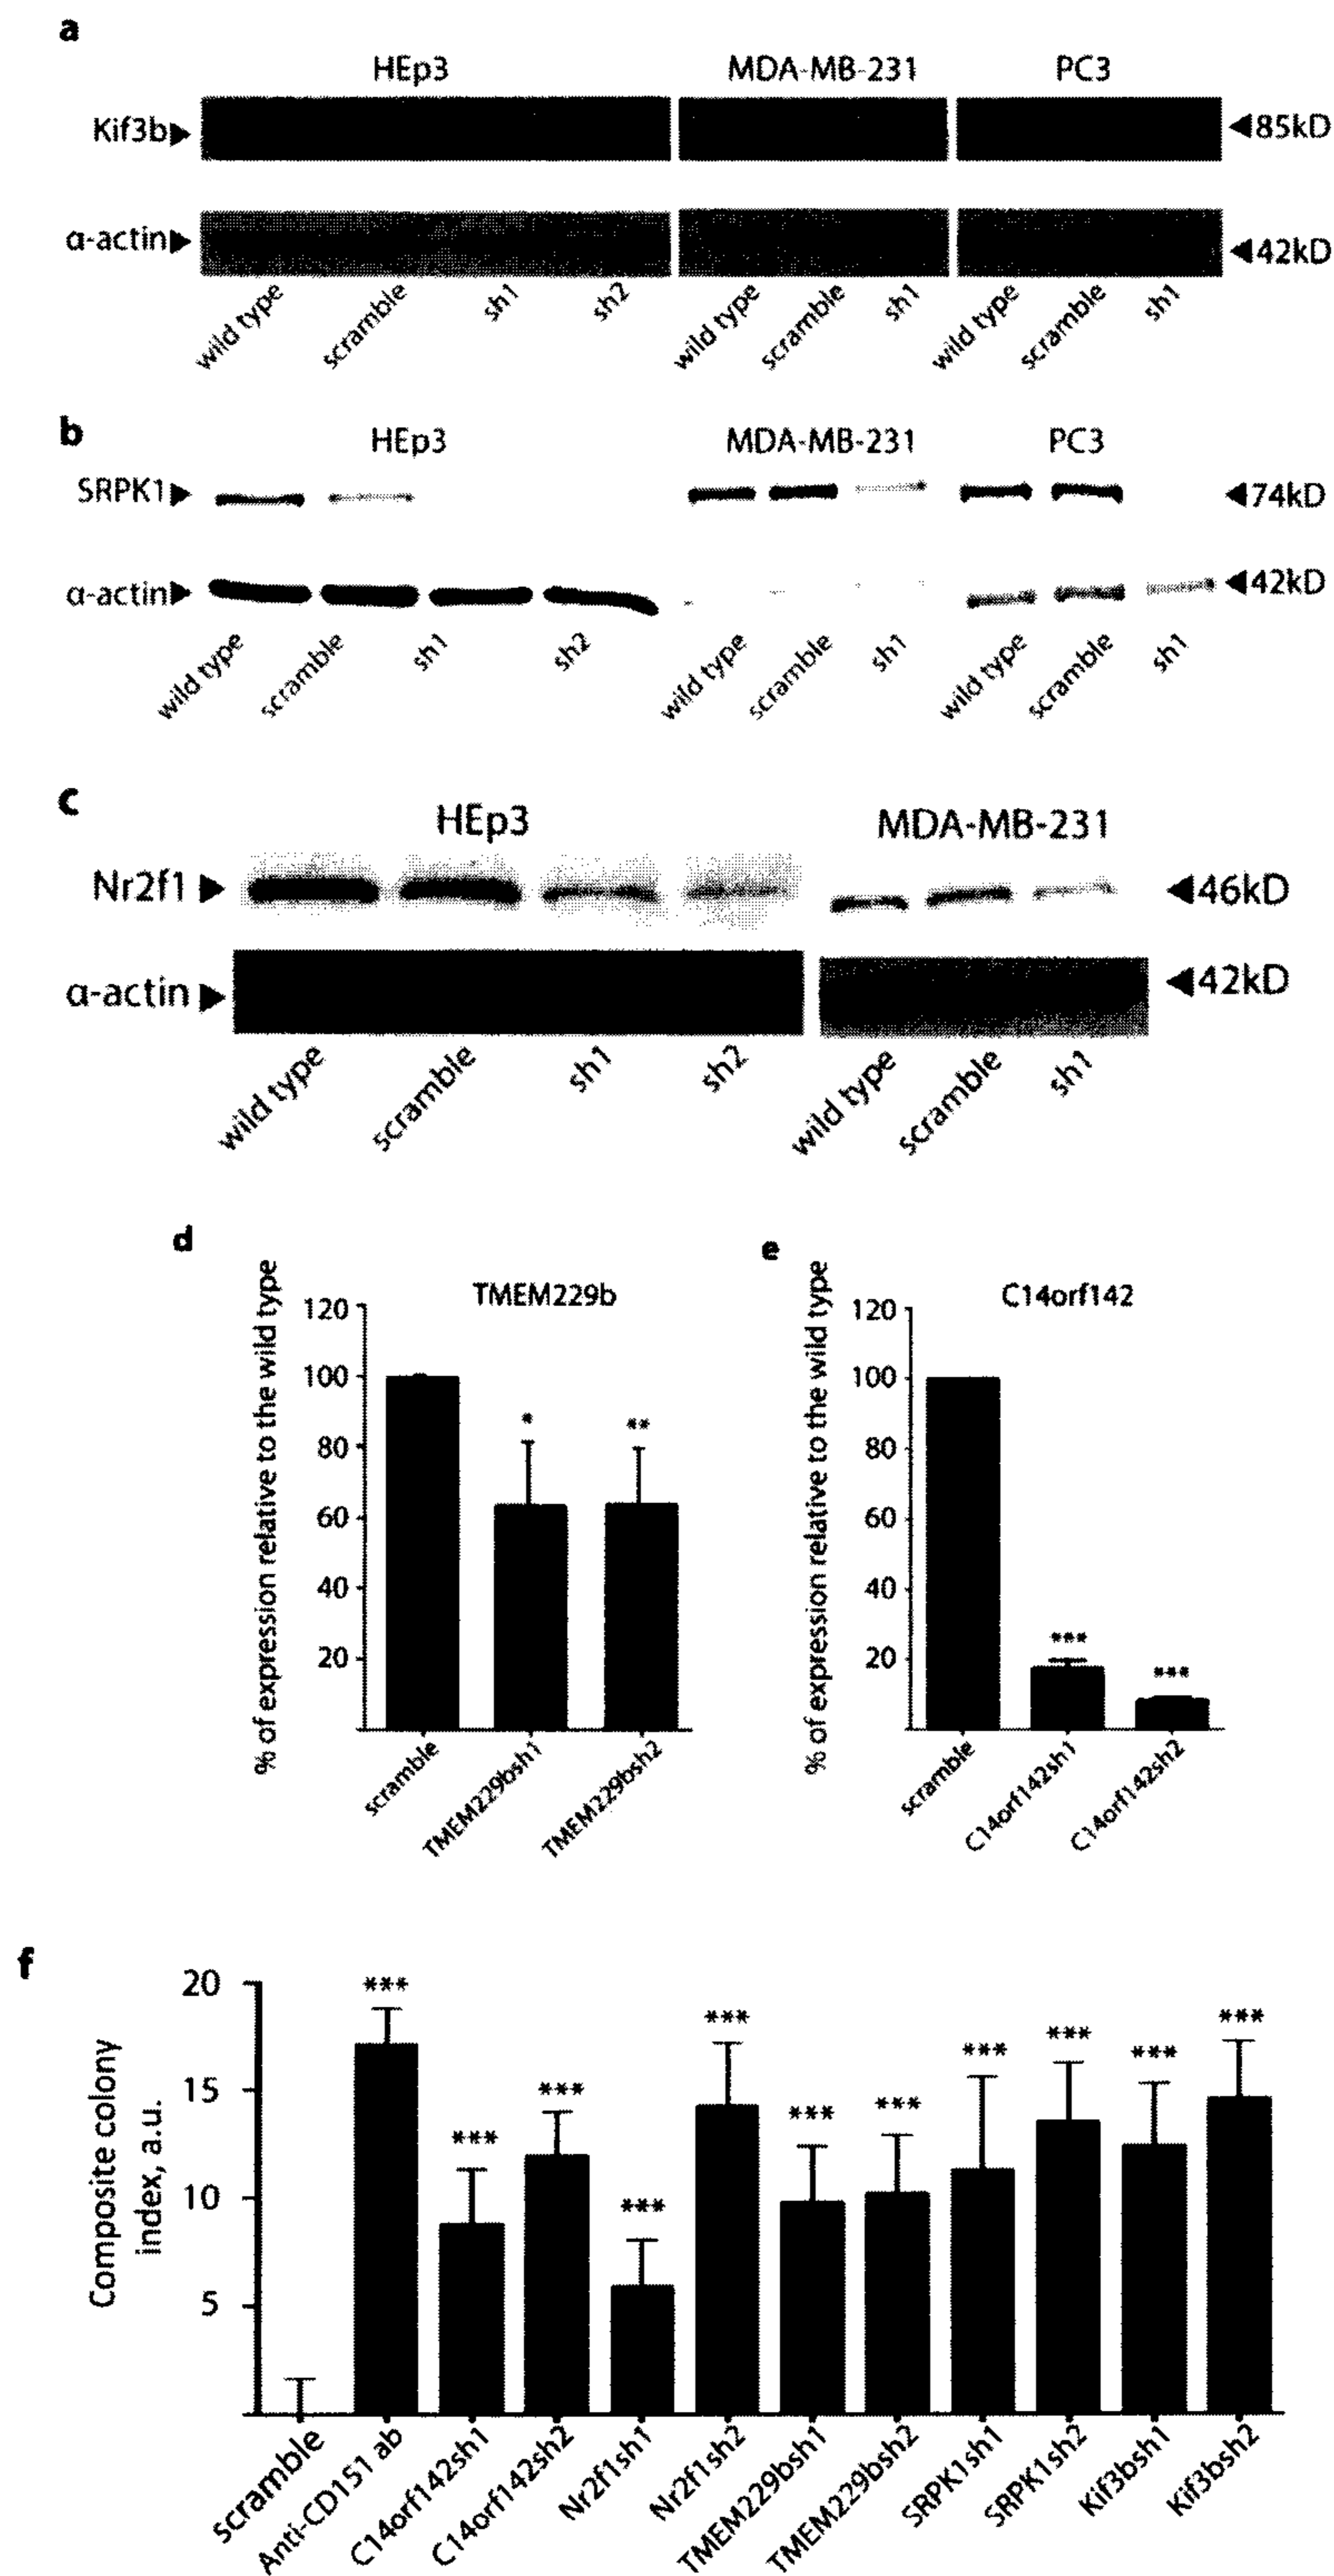 a
HEp3 MDA-MB-231 PC3
Kif3b 85kD
α-actin 42kD
wild type scramble sh1 sh2 wild type scramble sh1 wild type scramble sh1
b
HEp3 MDA-MB-231 PC3
SRPK1 74kD
α-actin 42kD
wild type scramble sh1 sh2 wild type scramble sh1 wild type scramble sh1
c
HEp3 MDA-MB-231
Nr2f1 46kD
α-actin 42kD
wild type scramble sh1 sh2 wild type scramble sh1
d
TMEM229b
% of expression relative to the wild type
120
100
80
60
40
20
* **
scramble TMEM229bsh1 TMEM229bsh2
e
C14orf142
% of expression relative to the wild type
120
100
80
60
40
20
*** ***
scramble C14orf142sh1 C14orf142sh2
f
Composite colony
index, a.u.
20
15
10
5
*** *** *** *** *** *** *** *** *** *** ***
scramble Anti-CD151 ab C14orf142sh1 C14orf142sh2 Nr2f1sh1 Nr2f1sh2 TMEM229bsh1 TMEM229bsh2 SRPK1sh1 SRPK1sh2 Kif3bsh1 Kif3bsh2